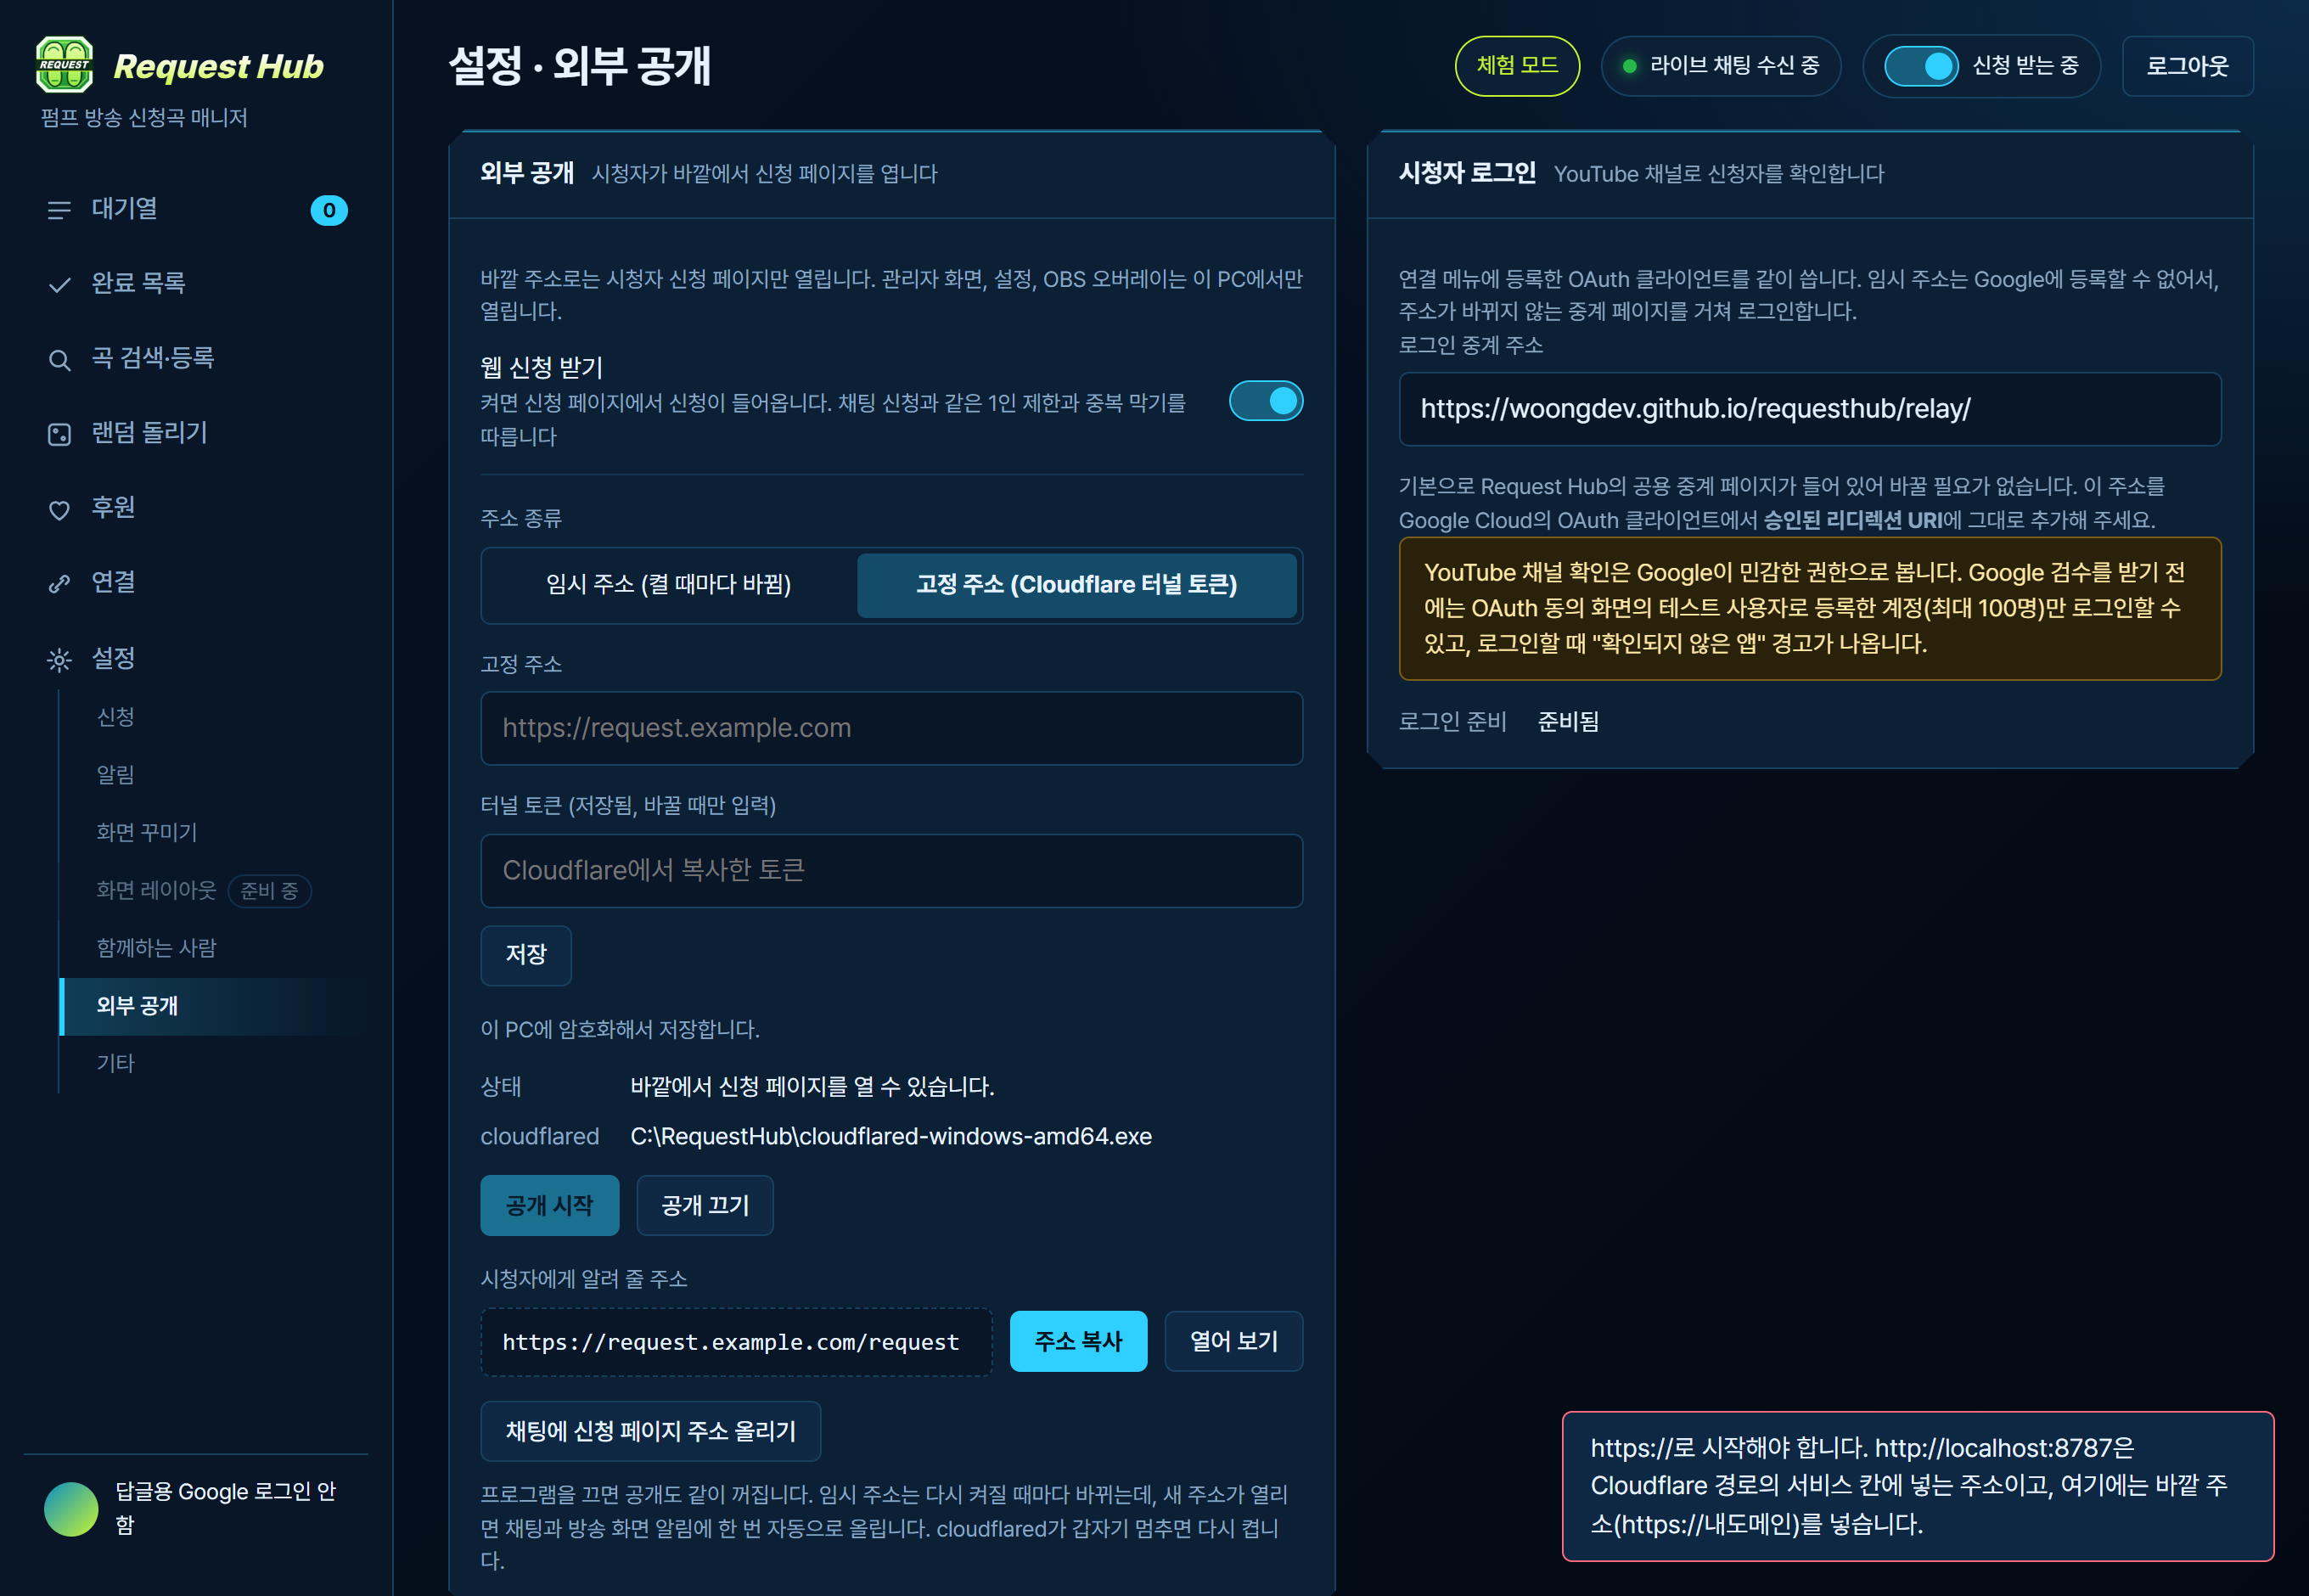 REQUEST
Request Hub
펌프 방송 신청곡 매니저
대기열 0
완료 목록
곡 검색·등록
랜덤 돌리기
후원
연결
설정
신청
알림
화면 꾸미기
화면 레이아웃 준비 중
함께하는 사람
외부 공개
기타
답글용 Google 로그인 안
함
설정 · 외부 공개
체험 모드
라이브 채팅 수신 중
신청 받는 중
로그아웃
외부 공개 시청자가 바깥에서 신청 페이지를 엽니다
바깥 주소로는 시청자 신청 페이지만 열립니다. 관리자 화면, 설정, OBS 오버레이는 이 PC에서만
열립니다.
웹 신청 받기
켜면 신청 페이지에서 신청이 들어옵니다. 채팅 신청과 같은 1인 제한과 중복 막기를
따릅니다
주소 종류
임시 주소 (켤 때마다 바뀜)
고정 주소 (Cloudflare 터널 토큰)
고정 주소
https://request.example.com
터널 토큰 (저장됨, 바꿀 때만 입력)
Cloudflare에서 복사한 토큰
저장
이 PC에 암호화해서 저장합니다.
상태 바깥에서 신청 페이지를 열 수 있습니다.
cloudflared C:\RequestHub\cloudflared-windows-amd64.exe
공개 시작
공개 끄기
시청자에게 알려 줄 주소
https://request.example.com/request
주소 복사
열어 보기
채팅에 신청 페이지 주소 올리기
프로그램을 끄면 공개도 같이 꺼집니다. 임시 주소는 다시 켜질 때마다 바뀌는데, 새 주소가 열리
면 채팅과 방송 화면 알림에 한 번 자동으로 올립니다. cloudflared가 갑자기 멈추면 다시 켭니
다.
시청자 로그인 YouTube 채널로 신청자를 확인합니다
연결 메뉴에 등록한 OAuth 클라이언트를 같이 씁니다. 임시 주소는 Google에 등록할 수 없어서,
주소가 바뀌지 않는 중계 페이지를 거쳐 로그인합니다.
로그인 중계 주소
https://woongdev.github.io/requesthub/relay/
기본으로 Request Hub의 공용 중계 페이지가 들어 있어 바꿀 필요가 없습니다. 이 주소를
Google Cloud의 OAuth 클라이언트에서 승인된 리디렉션 URI에 그대로 추가해 주세요.
YouTube 채널 확인은 Google이 민감한 권한으로 봅니다. Google 검수를 받기 전
에는 OAuth 동의 화면의 테스트 사용자로 등록한 계정(최대 100명)만 로그인할 수
있고, 로그인할 때 "확인되지 않은 앱" 경고가 나옵니다.
로그인 준비 준비됨
https://로 시작해야 합니다. http://localhost:8787은
Cloudflare 경로의 서비스 칸에 넣는 주소이고, 여기에는 바깥 주
소(https://내도메인)를 넣습니다.